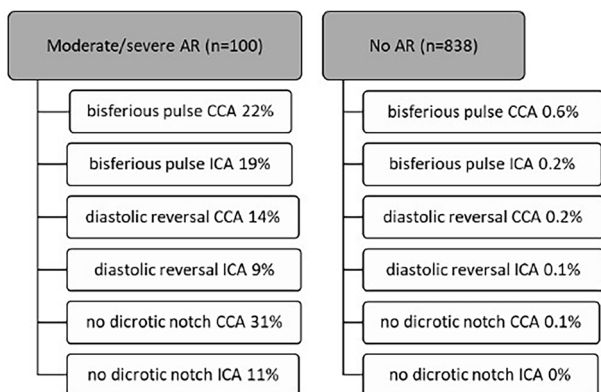 Moderate/severe AR (n=100)
bisferious pulse CCA 22%
bisferious pulse ICA 19%
diastolic reversal CCA 14%
diastolic reversal ICA 9%
no dicrotic notch CCA 31%
no dicrotic notch ICA 11%
No AR (n=838)
bisferious pulse CCA 0.6%
bisferious pulse ICA 0.2%
diastolic reversal CCA 0.2%
diastolic reversal ICA 0.1%
no dicrotic notch CCA 0.1%
no dicrotic notch ICA 0%